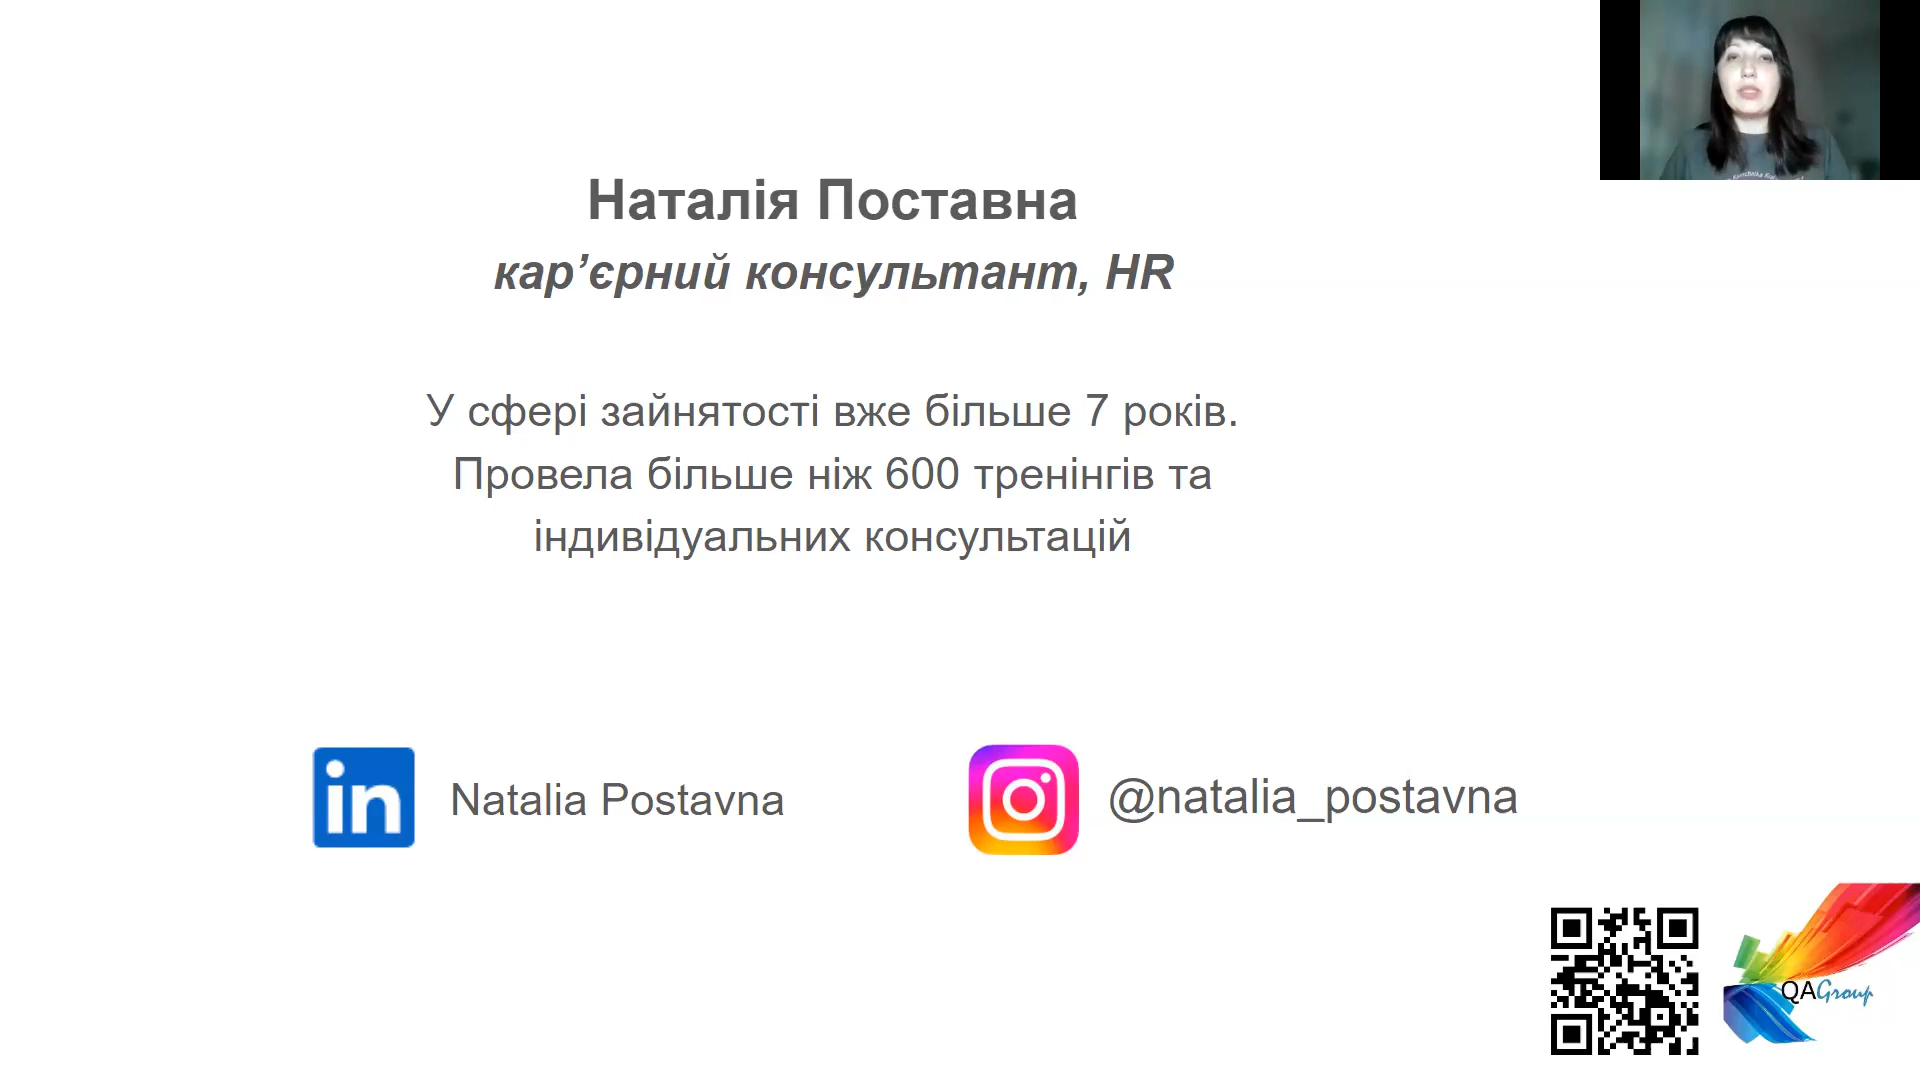 Наталія Поставна
кар’єрний консультант, HR
У сфері зайнятості вже більше 7 років.
Провела більше ніж 600 тренінгів та
індивідуальних консультацій
in
Natalia Postavna
@natalia_postavna
QAGroup